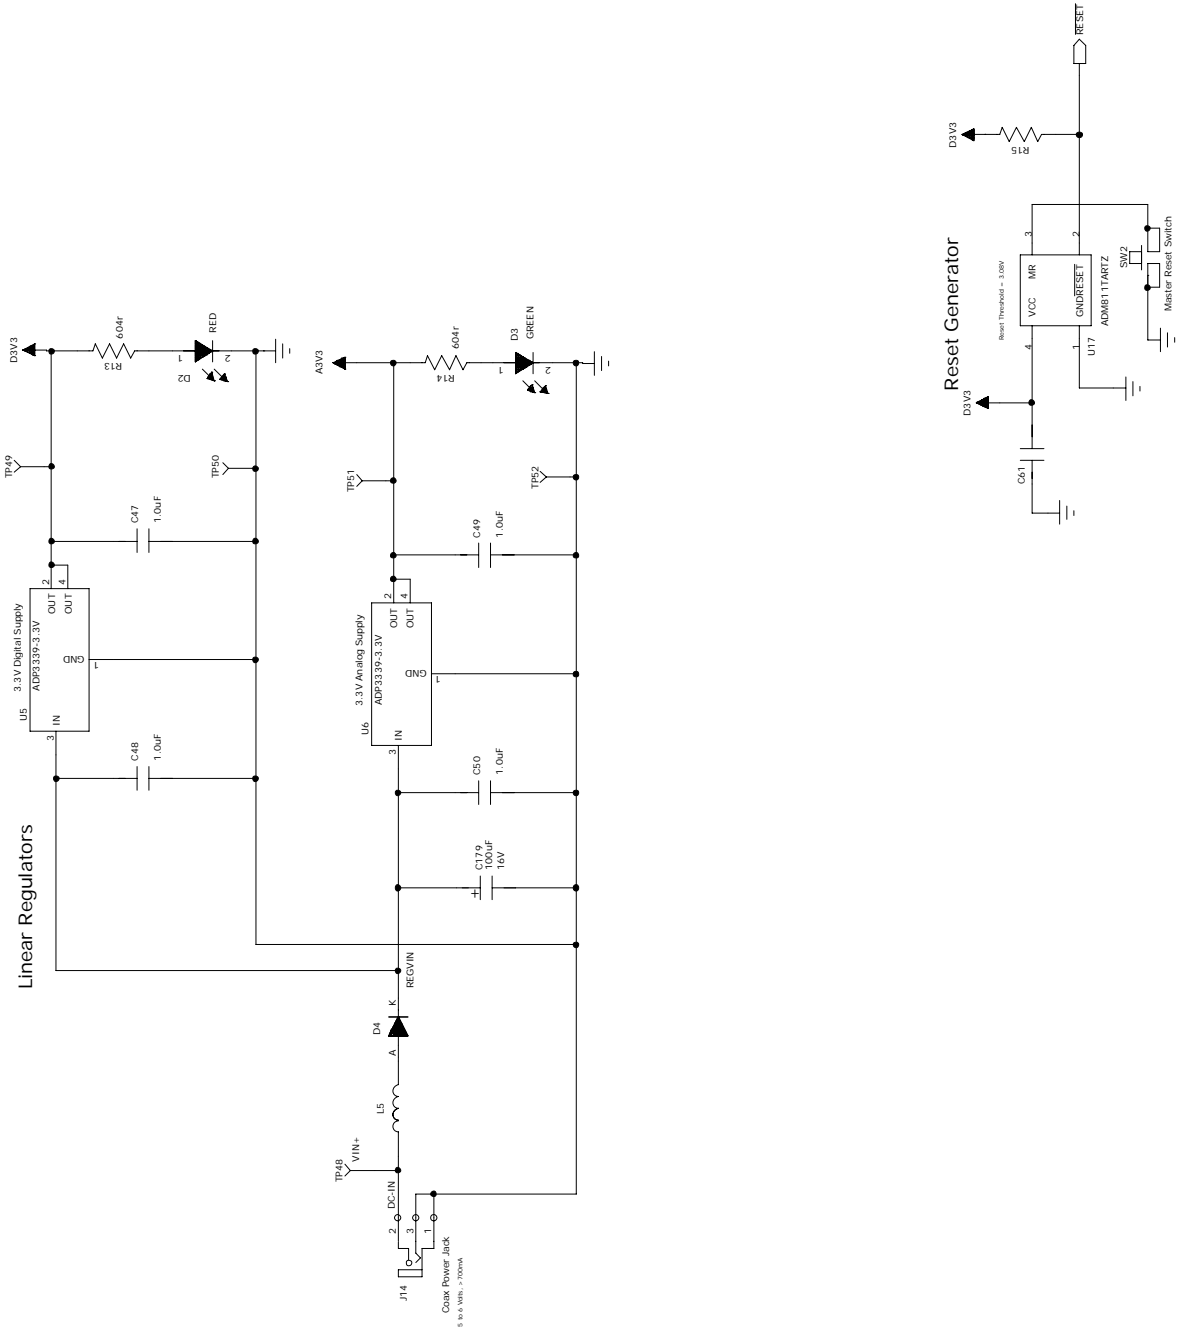 Linear Regulators
3.3V Digital Supply
ADP3339-3.3V
U5
IN
3
GND
1
OUT
OUT
2
4
C48
1.0uF
C47
1.0uF
TP49
TP50
D3V3
R13
604r
D2
1
2
RED
3.3V Analog Supply
ADP3339-3.3V
U6
IN
3
GND
1
OUT
OUT
2
4
C179
100uF
16V
+
C50
1.0uF
C49
1.0uF
TP51
TP52
A3V3
R14
604r
D3
GREEN
1
2
J14
Coax Power Jack
5 to 6 Volts, >700mA
2
3
1
DC-IN
TP48
VIN+
L5
D4
A
K
REGVIN
Reset Generator
Reset Threshold = 3.08V
D3V3
C61
VCC
MR
GND
RESET
4
3
1
2
U17
ADM811TARTZ
SW2
Master Reset Switch
D3V3
R15
RESET